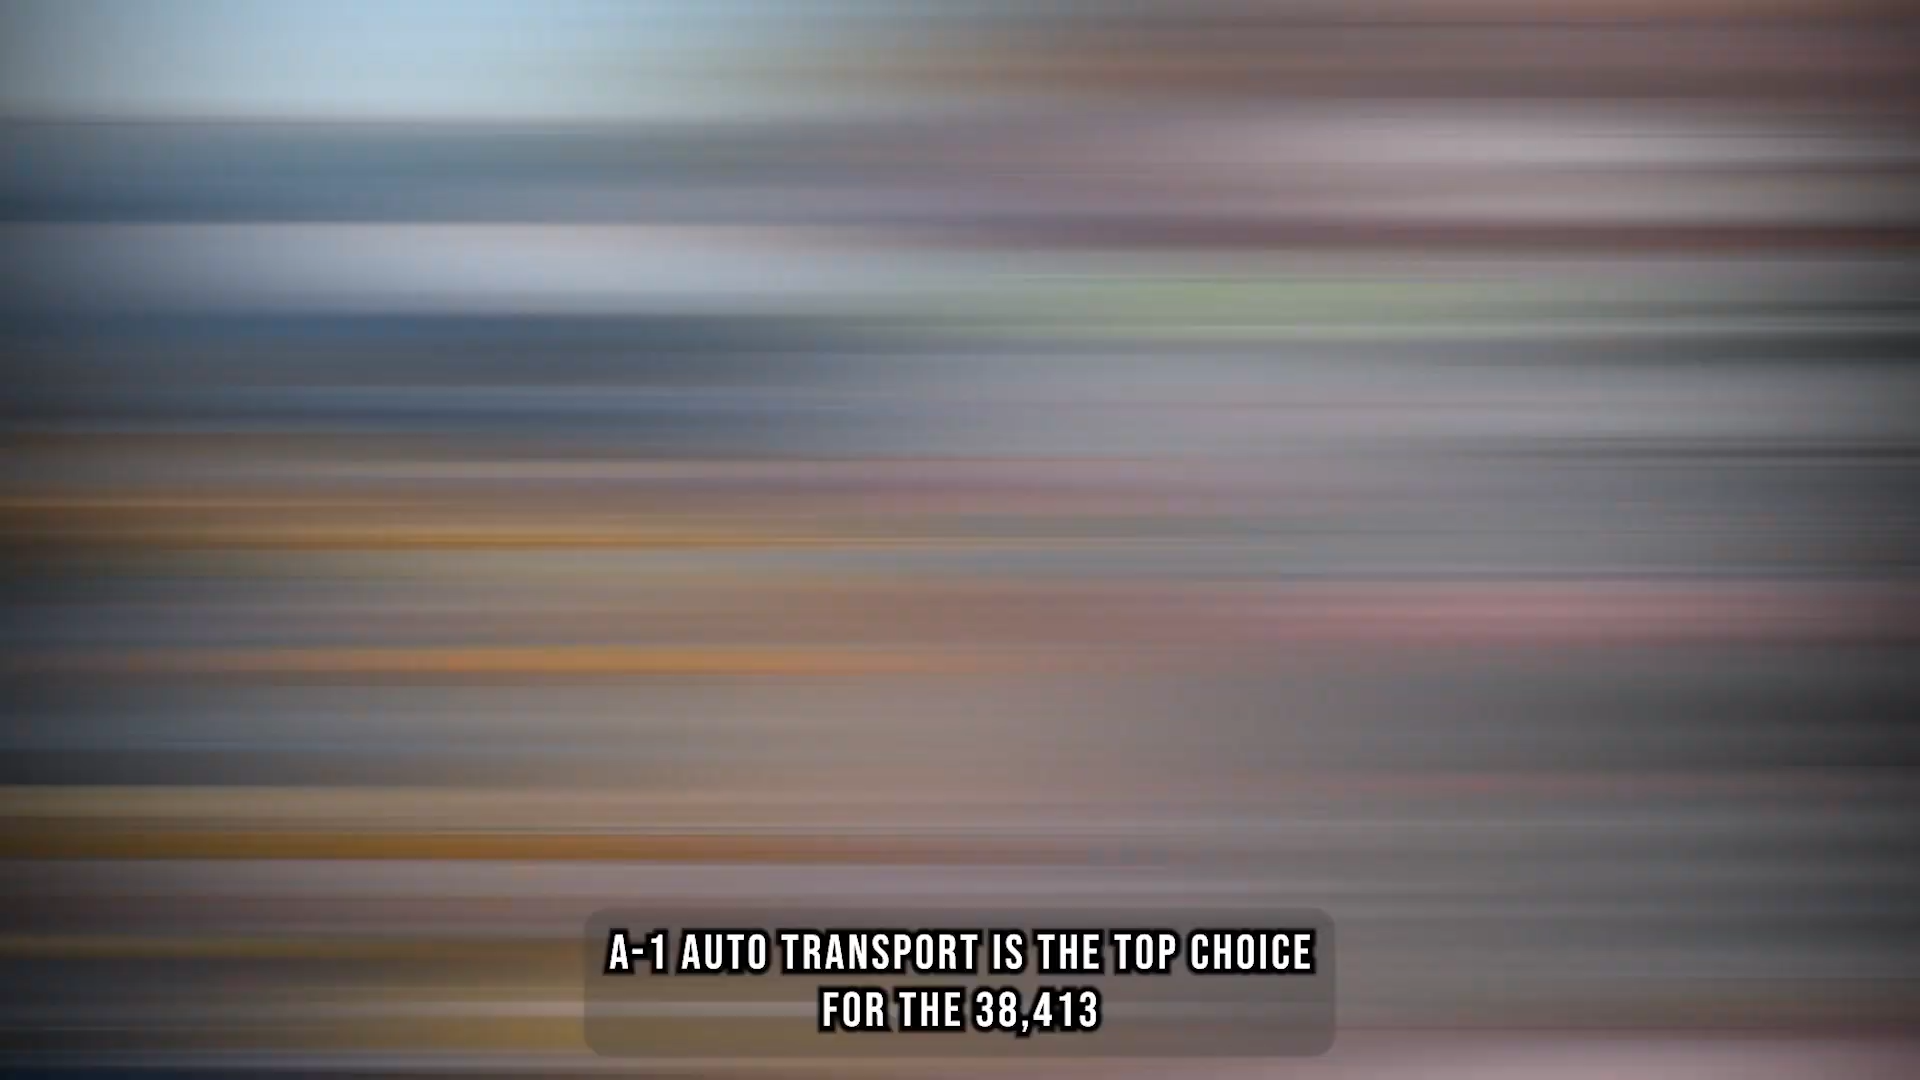 A-1 AUTO TRANSPORT IS THE TOP CHOICE
FOR THE 38,413